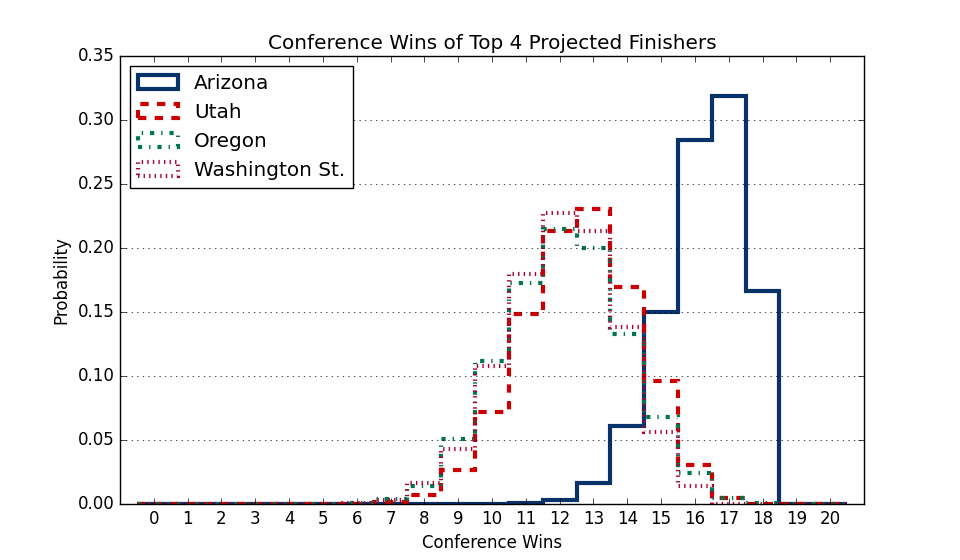 Conference Wins of Top 4 Projected Finishers
0.35
0.30
0.25
0.20
0.15
0.10
0.05
0.00
Probability
Arizona
Utah
Oregon
Washington St.
0 1 2 3 4 5 6 7 8 9 10 11 12 13 14 15 16 17 18 19 20
Conference Wins